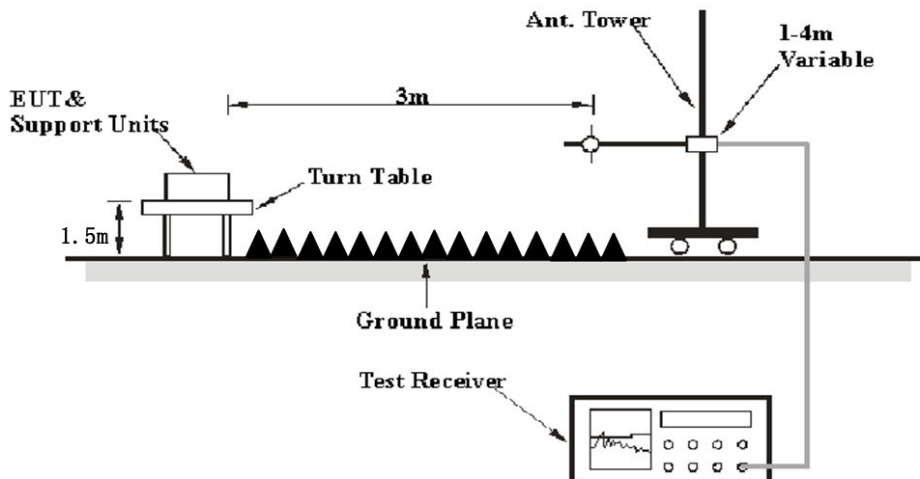 Ant. Tower
1-4m
Variable
EUT&
Support Units
3m
Turn Table
1.5m
Ground Plane
Test Receiver